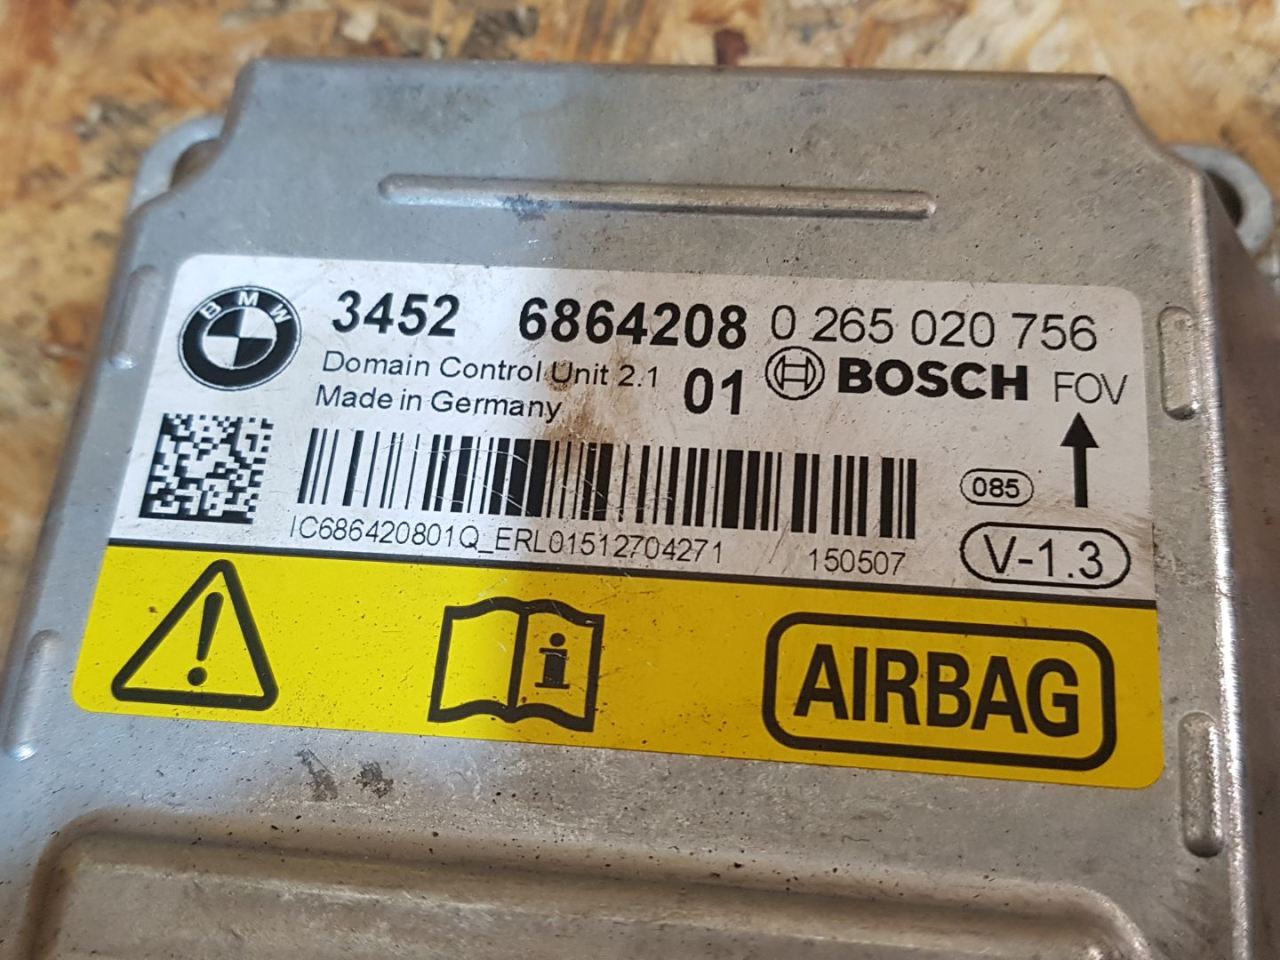 BMW
3452 6864208 0 265 020 756
Domain Control Unit 2.1 01 BOSCH FOV
Made in Germany
085
IC686420801Q_ERL01512704271 150507
V-1.3
! i AIRBAG